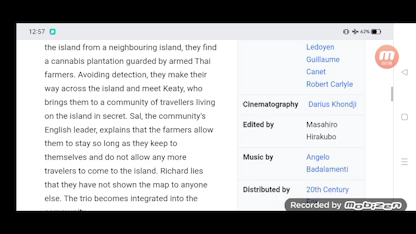 12:57
62%
the island from a neighbouring island, they find
a cannabis plantation guarded by armed Thai
farmers. Avoiding detection, they make their
way across the island and meet Keaty, who
brings them to a community of travellers living
on the island in secret. Sal, the community's
English leader, explains that the farmers allow
them to stay so long as they keep to
themselves and do not allow any more
travelers to come to the island. Richard lies
that they have not shown the map to anyone
else. The trio becomes integrated into the
Ledoyen
Guillaume
Canet
Robert Carlyle
Cinematography Darius Khondji
Edited by Masahiro
Hirakubo
Music by Angelo
Badalamenti
Distributed by 20th Century
Recorded by mobizen